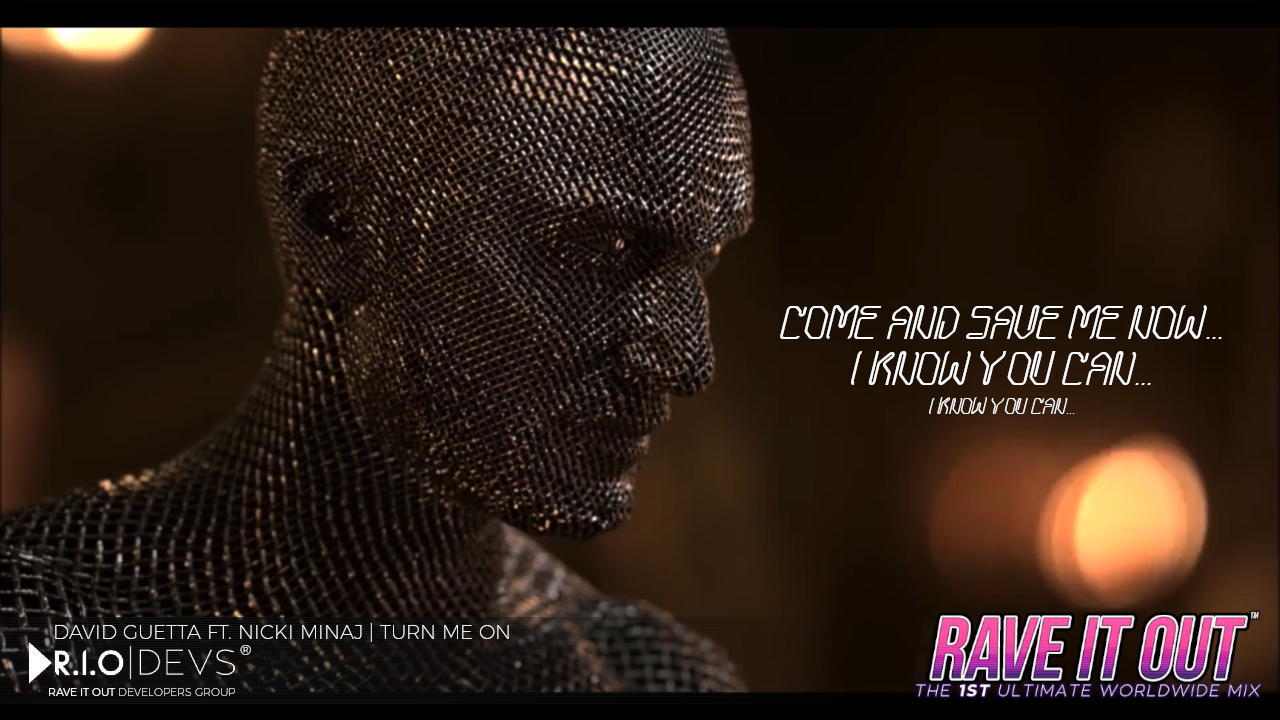 COME AND SAVE ME NOW...
I KNOW YOU CAN...
I KNOW YOU CAN...
DAVID GUETTA FT. NICKI MINAJ | TURN ME ON
R.I.O|DEVS®
RAVE IT OUT DEVELOPERS GROUP
RAVE IT OUT™
THE 1ST ULTIMATE WORLDWIDE MIX